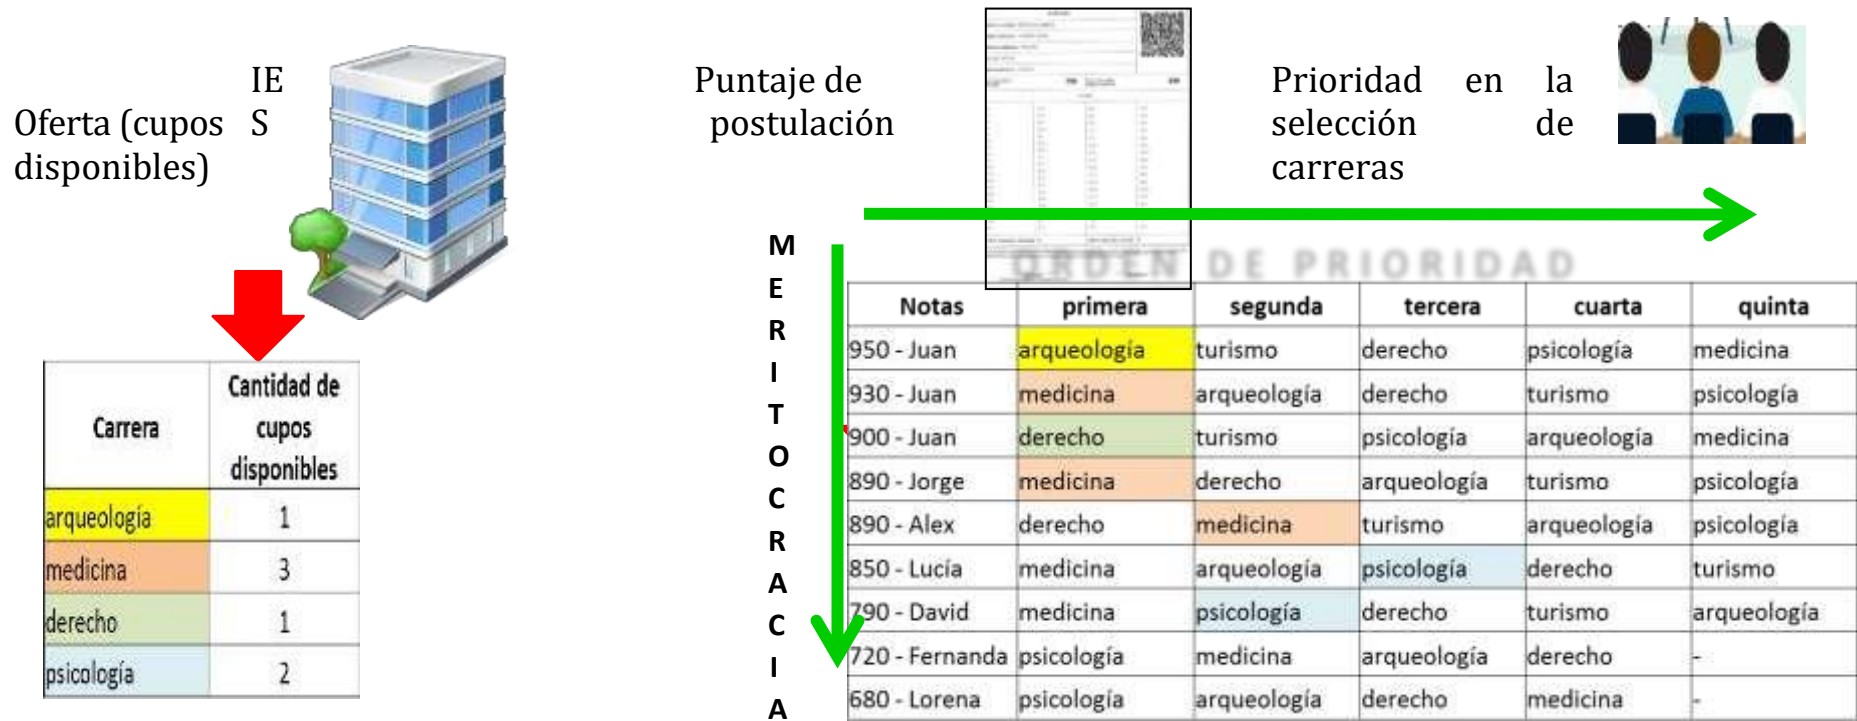 IE
Oferta (cupos S
disponibles)
Puntaje de
postulación
Prioridad en la
selección de
carreras
ORDEN DE PRIORIDAD
M
E
R
I
T
O
C
R
A
C
I
A
Carrera Cantidad de
cupos
disponibles
arqueología 1
medicina 3
derecho 1
psicología 2
Notas primera segunda tercera cuarta quinta
950 - Juan arqueología turismo derecho psicología medicina
930 - Juan medicina arqueología derecho turismo psicología
900 - Juan derecho turismo psicología arqueología medicina
890 - Jorge medicina derecho arqueología turismo psicología
890 - Alex derecho medicina turismo arqueología psicología
850 - Lucía medicina arqueología psicología derecho turismo
790 - David medicina psicología derecho turismo arqueología
720 - Fernanda psicología medicina arqueología derecho -
680 - Lorena psicología arqueología derecho medicina -